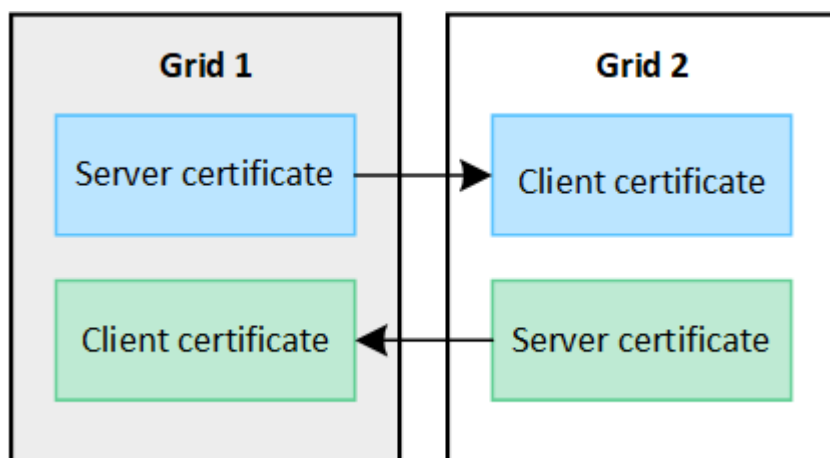 Grid 1
Grid 2
Server certificate
Client certificate
Client certificate
Server certificate